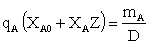 q_A (X_A0 + X_A Z) = m_A / D